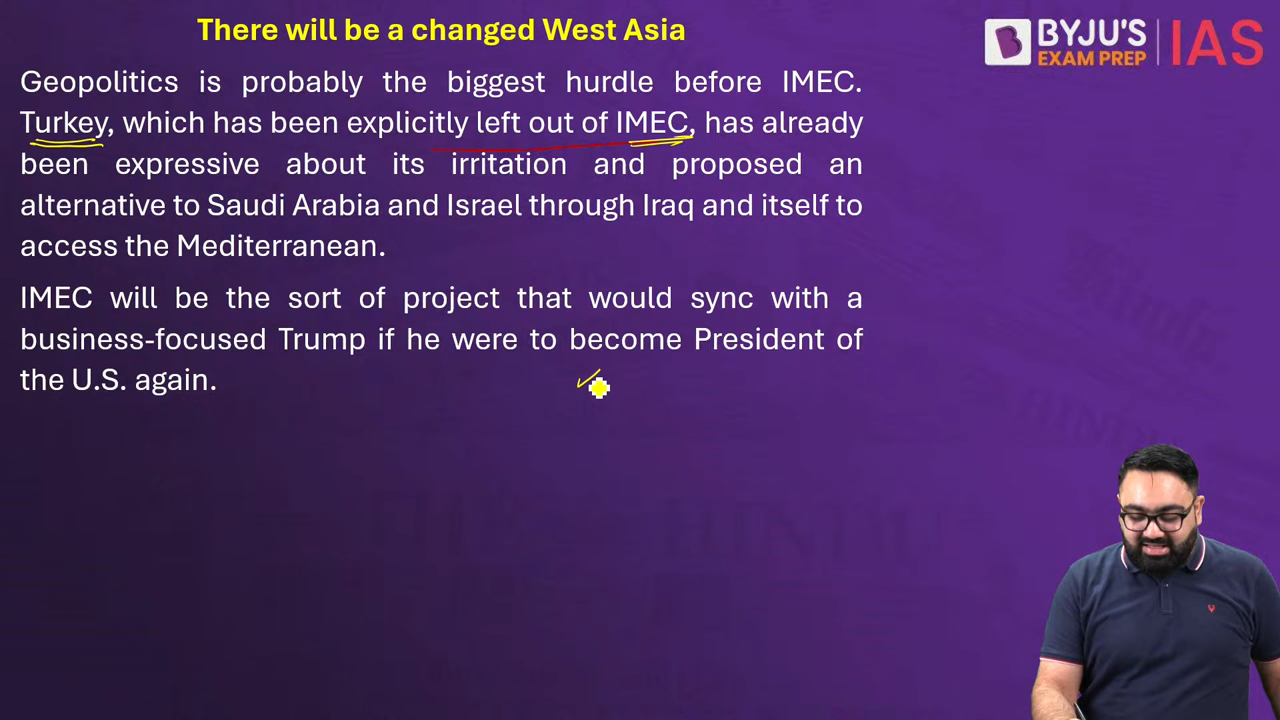 There will be a changed West Asia
BYJU'S
EXAM PREP
IAS
Geopolitics is probably the biggest hurdle before IMEC.
Turkey, which has been explicitly left out of IMEC, has already
been expressive about its irritation and proposed an
alternative to Saudi Arabia and Israel through Iraq and itself to
access the Mediterranean.
IMEC will be the sort of project that would sync with a
business-focused Trump if he were to become President of
the U.S. again.